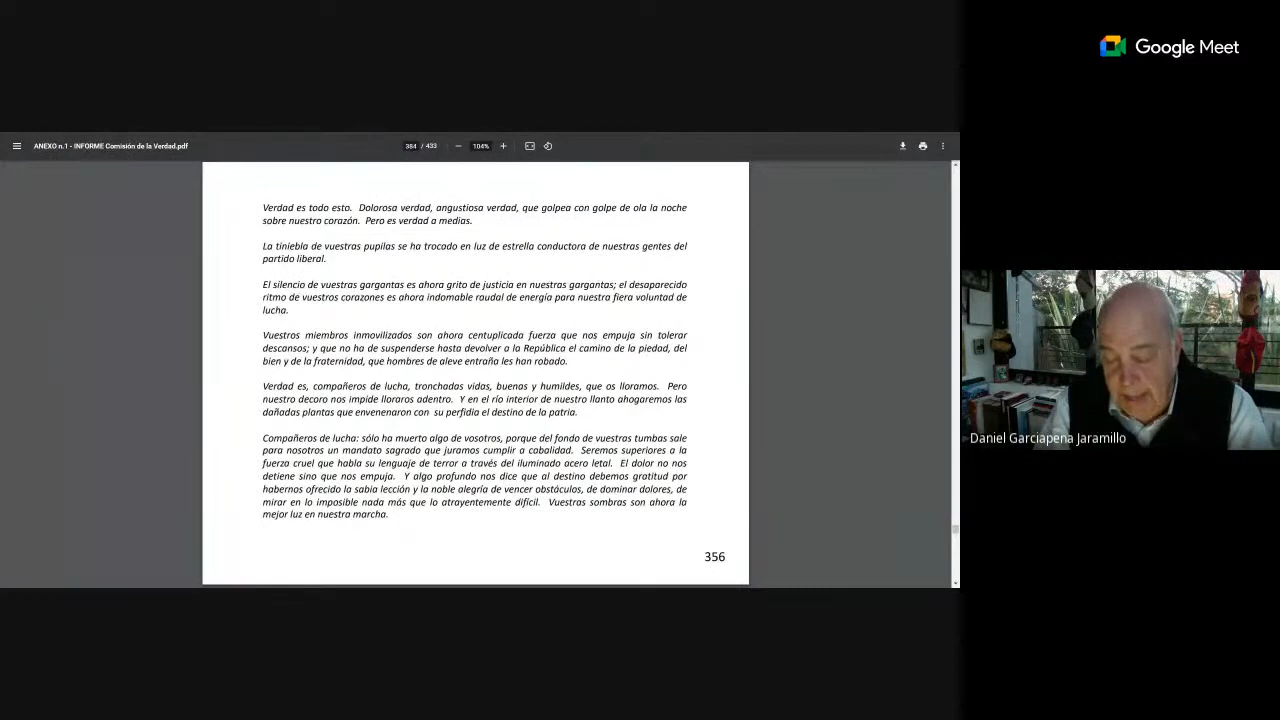 Google Meet
ANEXO n.1 - INFORME Comisión de la Verdad.pdf
384 / 433
104%
Verdad es todo esto. Dolorosa verdad, angustiosa verdad, que golpea con golpe de ola la noche
sobre nuestro corazón. Pero es verdad a medias.
La tiniebla de vuestras pupilas se ha trocado en luz de estrella conductora de nuestras gentes del
partido liberal.
El silencio de vuestras gargantas es ahora grito de justicia en nuestras gargantas; el desaparecido
ritmo de vuestros corazones es ahora indomable raudal de energía para nuestra fiera voluntad de
lucha.
Vuestros miembros inmovilizados son ahora centuplicada fuerza que nos empuja sin tolerar
descansos; y que no ha de suspenderse hasta devolver a la República el camino de la piedad, del
bien y de la fraternidad, que hombres de aleve entraña les han robado.
Verdad es, compañeros de lucha, tronchadas vidas, buenas y humildes, que os lloramos. Pero
nuestro decoro nos impide lloraros adentro. Y en el río interior de nuestro llanto ahogaremos las
dañadas plantas que envenenaron con su perfidia el destino de la patria.
Compañeros de lucha: sólo ha muerto algo de vosotros, porque del fondo de vuestras tumbas sale
para nosotros un mandato sagrado que juramos cumplir a cabalidad. Seremos superiores a la
fuerza cruel que habla su lenguaje de terror a través del iluminado acero letal. El dolor no nos
detiene sino que nos empuja. Y algo profundo nos dice que al destino debemos gratitud por
habernos ofrecido la sabia lección y la noble alegría de vencer obstáculos, de dominar dolores, de
mirar en lo imposible nada más que lo atrayentemente difícil. Vuestras sombras son ahora la
mejor luz en nuestra marcha.
356
Daniel Garciapena Jaramillo